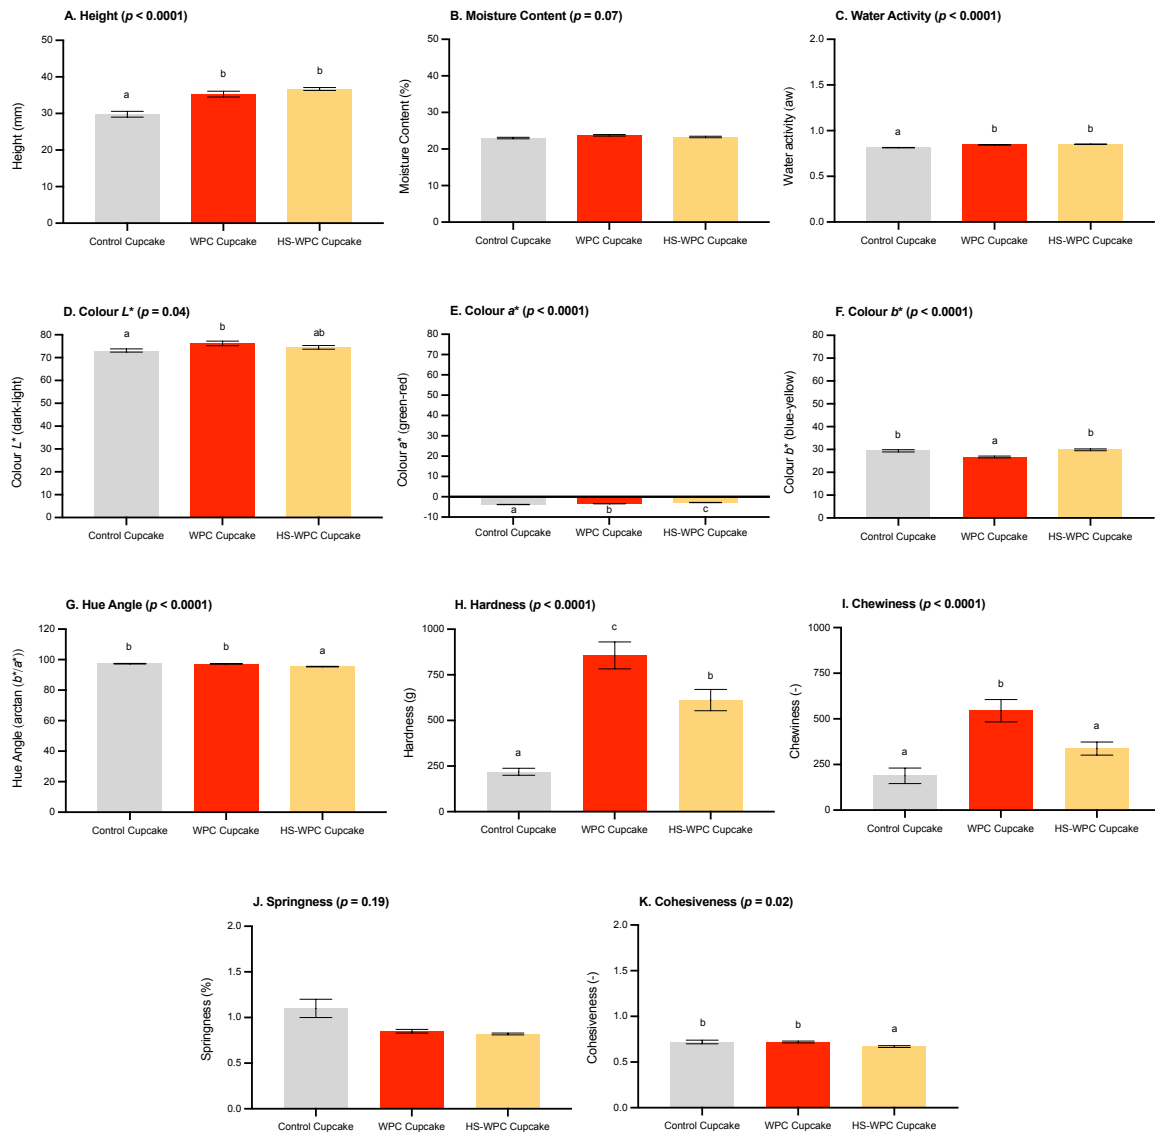 A. Height (p < 0.0001)
50
40
30
20
10
0
Height (mm)
a
b
b
Control Cupcake
WPC Cupcake
HS-WPC Cupcake
B. Moisture Content (p = 0.07)
50
40
30
20
10
0
Moisture Content (%)
Control Cupcake
WPC Cupcake
HS-WPC Cupcake
C. Water Activity (p < 0.0001)
2.0
1.5
1.0
0.5
0.0
Water activity (aw)
a
b
b
Control Cupcake
WPC Cupcake
HS-WPC Cupcake
D. Colour L* (p = 0.04)
80
70
60
50
40
30
20
10
0
Colour L* (dark-light)
a
b
ab
Control Cupcake
WPC Cupcake
HS-WPC Cupcake
E. Colour a* (p < 0.0001)
80
70
60
50
40
30
20
10
0
-10
Colour a* (green-red)
a
b
c
Control Cupcake
WPC Cupcake
HS-WPC Cupcake
F. Colour b* (p < 0.0001)
80
70
60
50
40
30
20
10
0
Colour b* (blue-yellow)
b
a
b
Control Cupcake
WPC Cupcake
HS-WPC Cupcake
G. Hue Angle (p < 0.0001)
120
100
80
60
40
20
0
Hue Angle (arctan (b*/a*))
b
b
a
Control Cupcake
WPC Cupcake
HS-WPC Cupcake
H. Hardness (p < 0.0001)
1000
750
500
250
0
Hardness (g)
a
c
b
Control Cupcake
WPC Cupcake
HS-WPC Cupcake
I. Chewiness (p < 0.0001)
1000
750
500
250
0
Chewiness (-)
a
b
a
Control Cupcake
WPC Cupcake
HS-WPC Cupcake
J. Springness (p = 0.19)
2.0
1.5
1.0
0.5
0.0
Springness (%)
Control Cupcake
WPC Cupcake
HS-WPC Cupcake
K. Cohesiveness (p = 0.02)
2.0
1.5
1.0
0.5
0.0
Cohesiveness (-)
b
b
a
Control Cupcake
WPC Cupcake
HS-WPC Cupcake